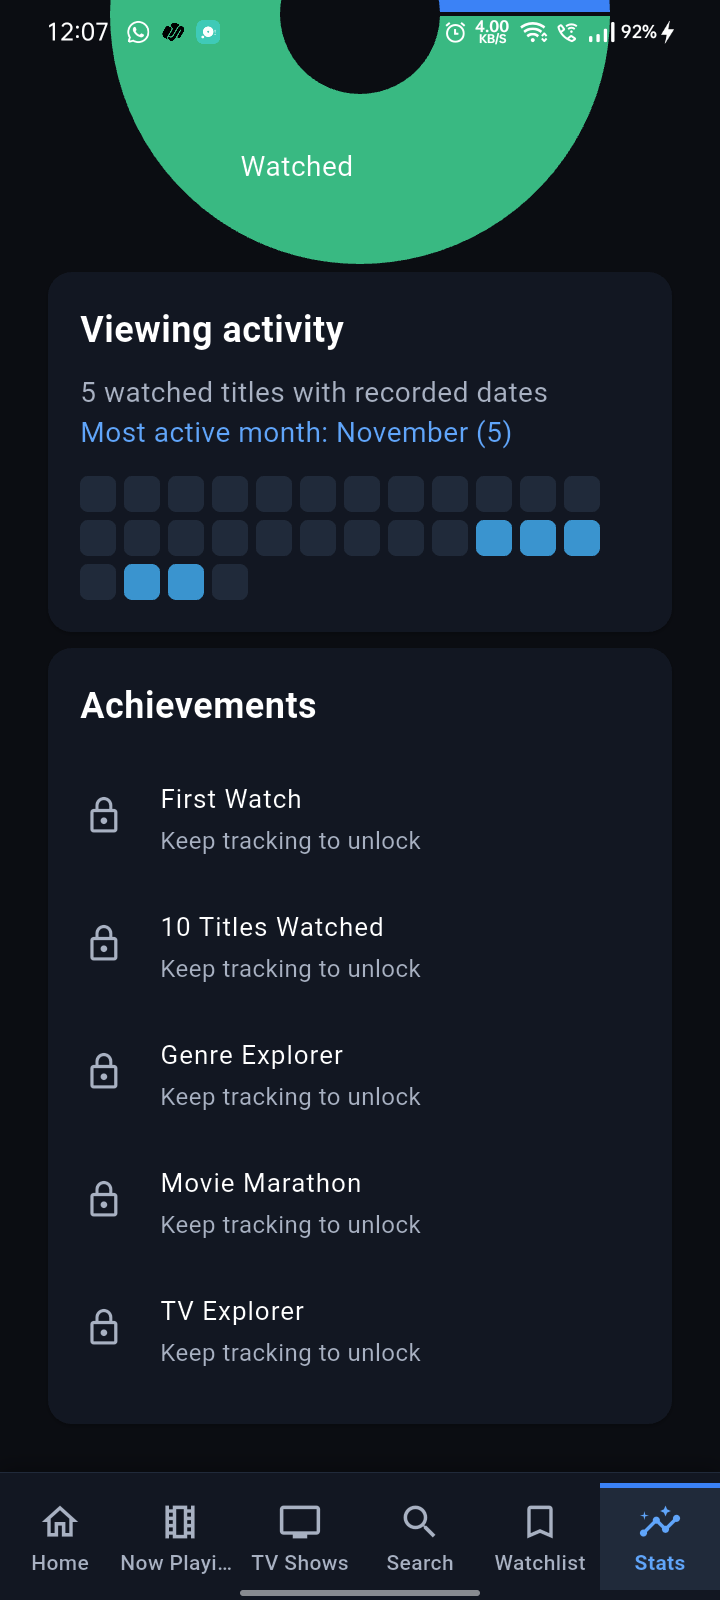 12:07
4.00
KB/S
92%
Watched
Viewing activity
5 watched titles with recorded dates
Most active month: November (5)
Achievements
First Watch
Keep tracking to unlock
10 Titles Watched
Keep tracking to unlock
Genre Explorer
Keep tracking to unlock
Movie Marathon
Keep tracking to unlock
TV Explorer
Keep tracking to unlock
Home
Now Playi...
TV Shows
Search
Watchlist
Stats